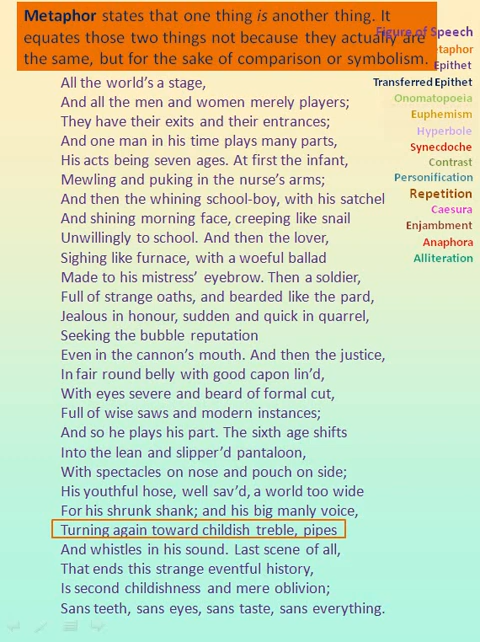 Metaphor states that one thing is another thing. It
equates those two things not because they actually are
the same, but for the sake of comparison or symbolism.
Figure of Speech
etaphor
Epithet
Transferred Epithet
Onomatopoeia
Euphemism
Hyperbole
Synecdoche
Contrast
Personification
Repetition
Caesura
Enjambment
Anaphora
Alliteration
All the world's a stage,
And all the men and women merely players;
They have their exits and their entrances;
And one man in his time plays many parts,
His acts being seven ages. At first the infant,
Mewling and puking in the nurse's arms;
And then the whining school-boy, with his satchel
And shining morning face, creeping like snail
Unwillingly to school. And then the lover,
Sighing like furnace, with a woeful ballad
Made to his mistress' eyebrow. Then a soldier,
Full of strange oaths, and bearded like the pard,
Jealous in honour, sudden and quick in quarrel,
Seeking the bubble reputation
Even in the cannon's mouth. And then the justice,
In fair round belly with good capon lin'd,
With eyes severe and beard of formal cut,
Full of wise saws and modern instances;
And so he plays his part. The sixth age shifts
Into the lean and slipper'd pantaloon,
With spectacles on nose and pouch on side;
His youthful hose, well sav'd, a world too wide
For his shrunk shank; and his big manly voice,
Turning again toward childish treble, pipes
And whistles in his sound. Last scene of all,
That ends this strange eventful history,
Is second childishness and mere oblivion;
Sans teeth, sans eyes, sans taste, sans everything.